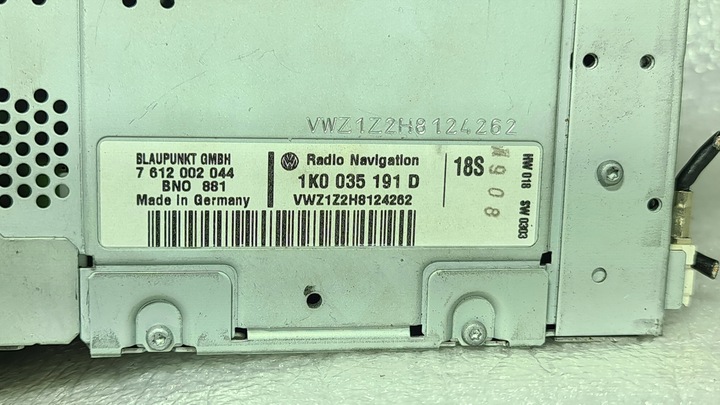 VWZ1Z2H8124262
BLAUPUNKT GMBH
7 612 002 044
BNO 881
Made in Germany
Radio Navigation
1K0 035 191 D
VWZ1Z2H8124262
18S
HW 018 SW 0303